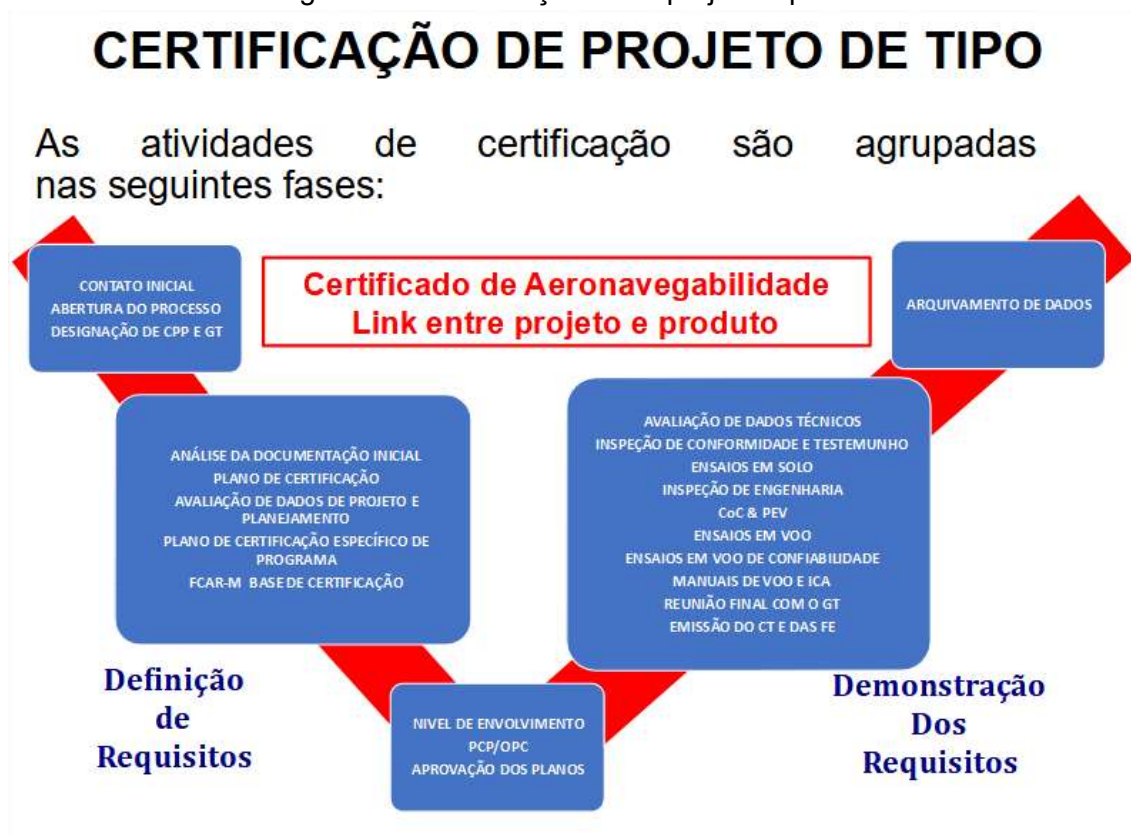 CERTIFICAÇÃO DE PROJETO DE TIPO
As atividades de certificação são agrupadas
nas seguintes fases:
CONTATO INICIAL
ABERTURA DO PROCESSO
DESIGNAÇÃO DE CPP E GT
Certificado de Aeronavegabilidade
Link entre projeto e produto
ARQUIVAMENTO DE DADOS
ANÁLISE DA DOCUMENTAÇÃO INICIAL
PLANO DE CERTIFICAÇÃO
AVALIAÇÃO DE DADOS DE PROJETO E
PLANEJAMENTO
PLANO DE CERTIFICAÇÃO ESPECÍFICO DE
PROGRAMA
FCAR-M BASE DE CERTIFICAÇÃO
AVALIAÇÃO DE DADOS TÉCNICOS
INSPEÇÃO DE CONFORMIDADE E TESTEMUNHO
ENSAIOS EM SOLO
INSPEÇÃO DE ENGENHARIA
CoC & PEV
ENSAIOS EM VOO
ENSAIOS EM VOO DE CONFIABILIDADE
MANUAIS DE VOO E ICA
REUNIÃO FINAL COM O GT
EMISSÃO DO CT E DAS FE
Definição
de
Requisitos
NIVEL DE ENVOLVIMENTO
PCP/OPC
APROVAÇÃO DOS PLANOS
Demonstração
Dos
Requisitos